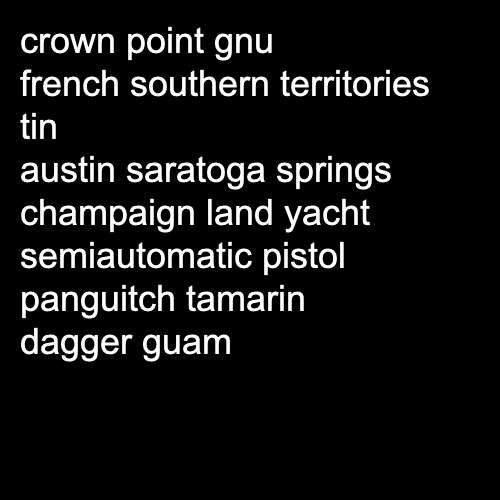 crown point gnu
french southern territories
tin
austin saratoga springs
champaign land yacht
semiautomatic pistol
panguitch tamarin
dagger guam